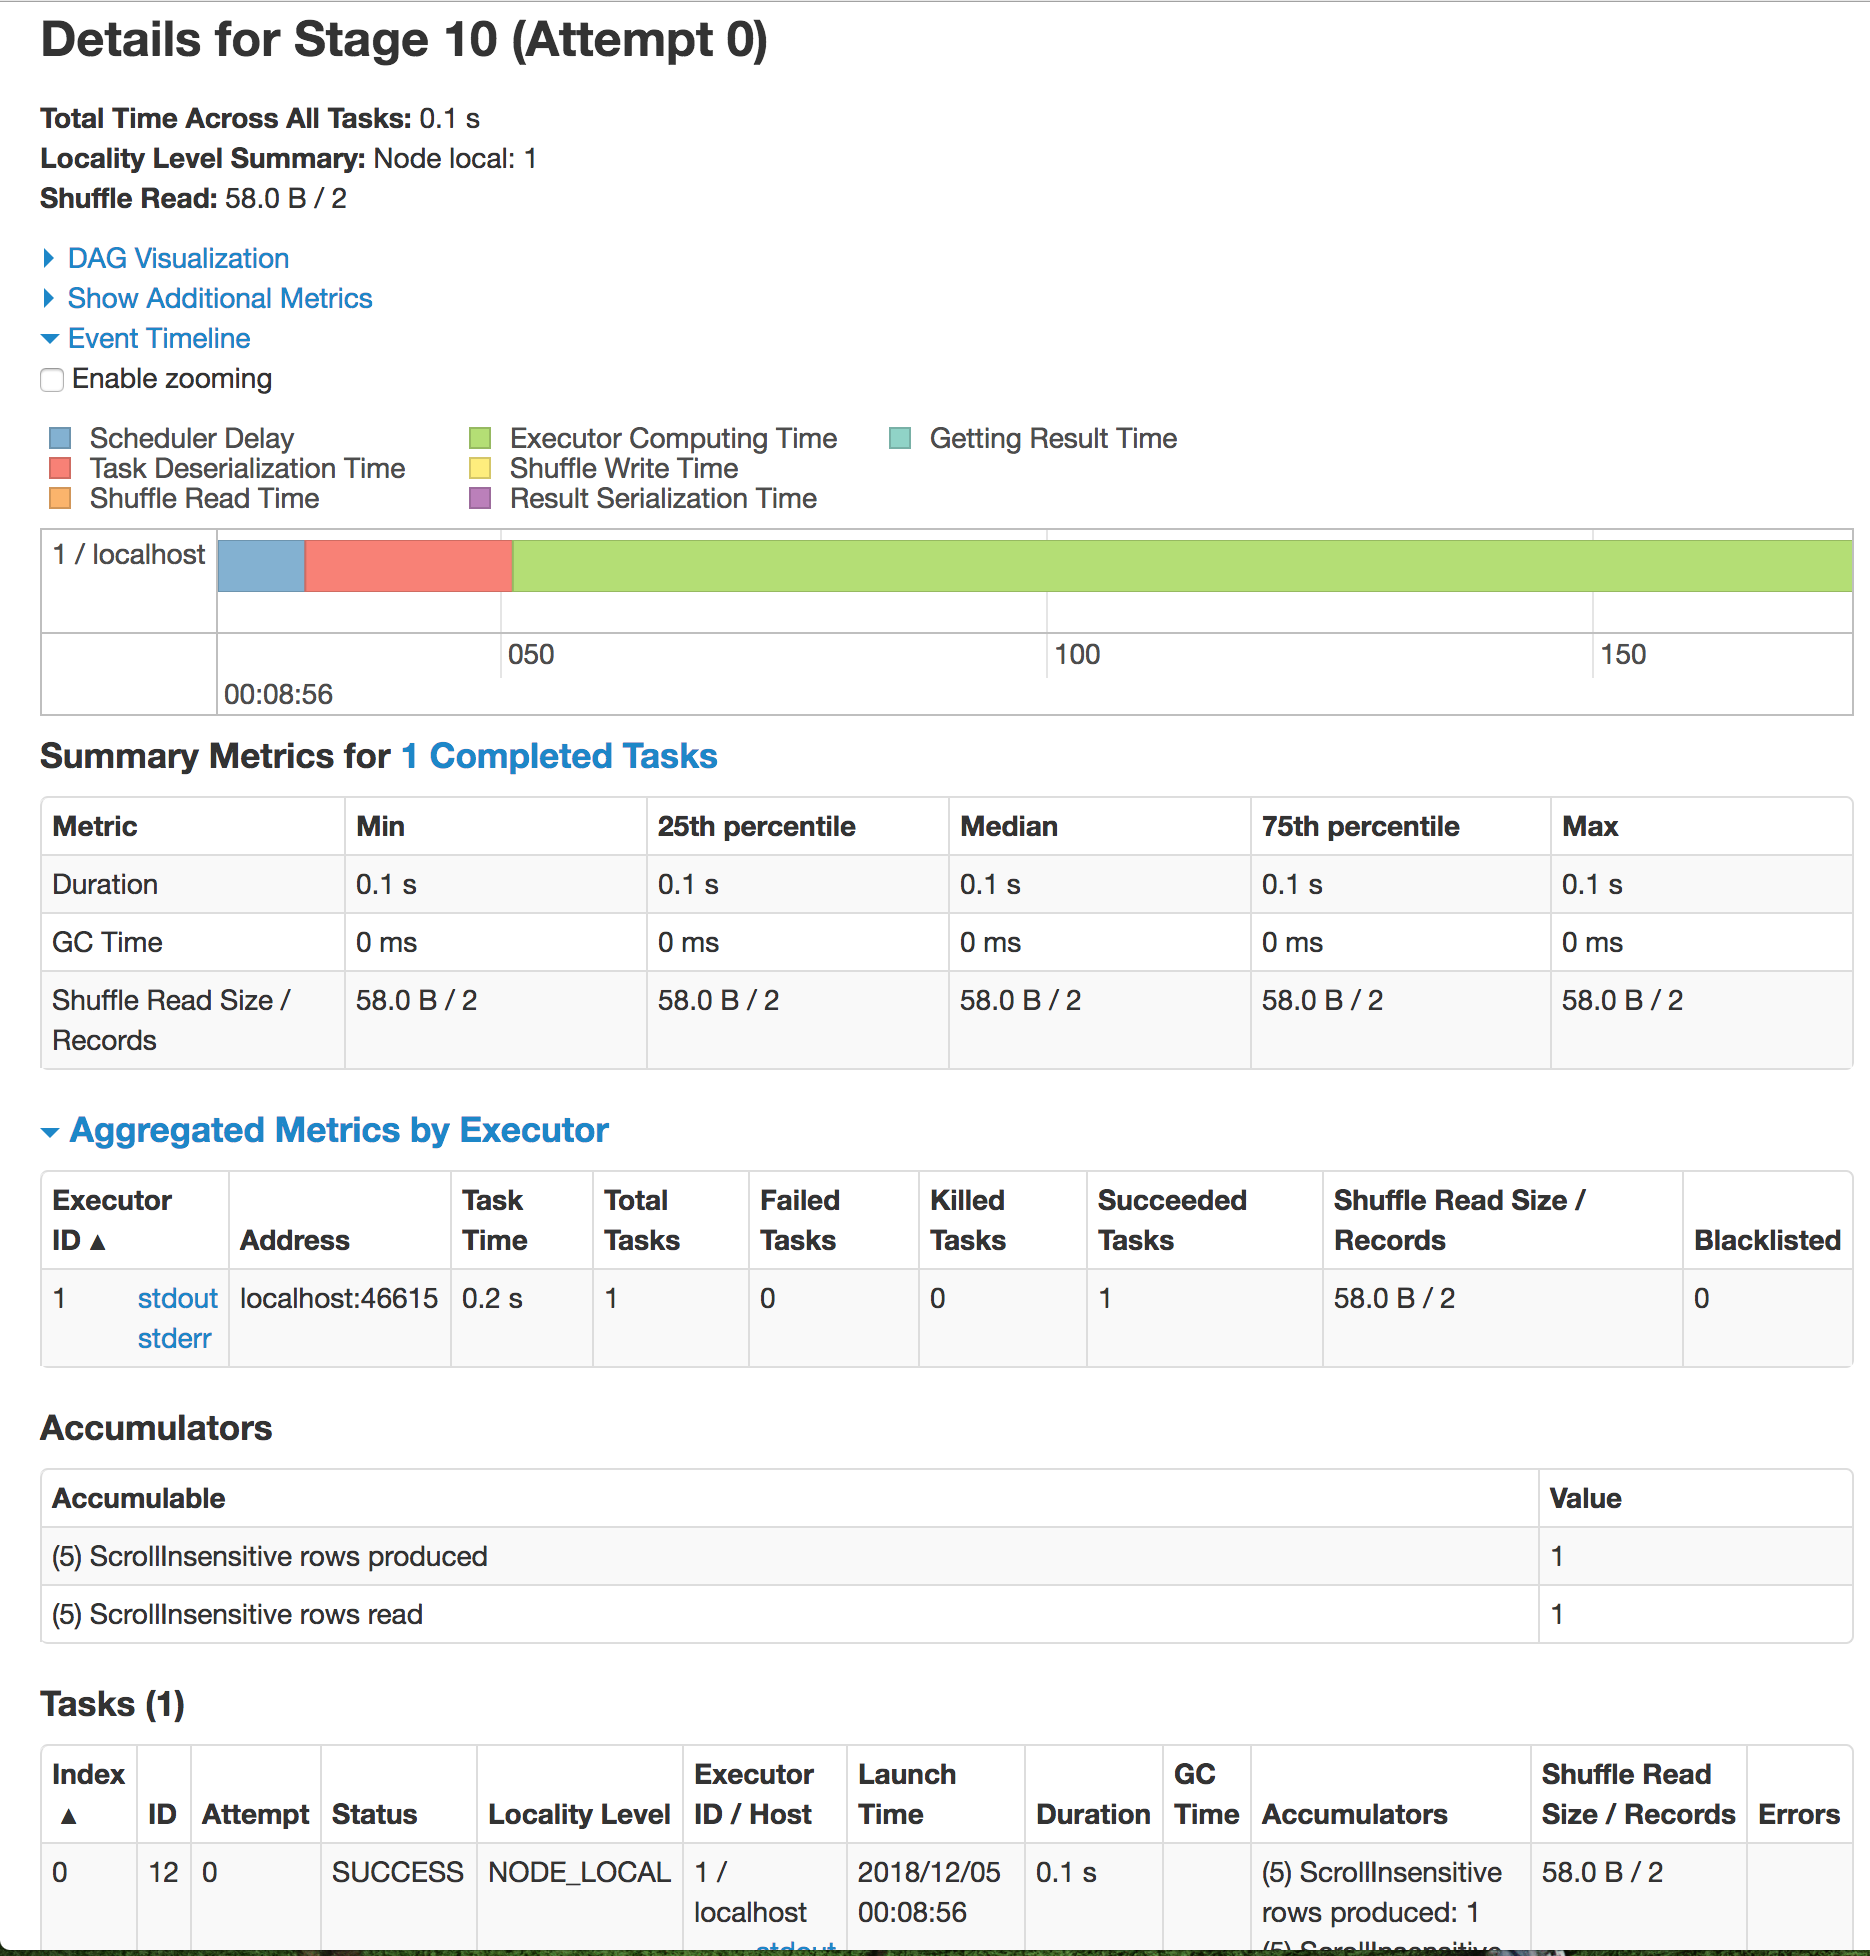 Details for Stage 10 (Attempt 0)
Total Time Across All Tasks: 0.1 s
Locality Level Summary: Node local: 1
Shuffle Read: 58.0 B / 2
DAG Visualization
Show Additional Metrics
Event Timeline
Enable zooming
Scheduler Delay Executor Computing Time Getting Result Time
Task Deserialization Time Shuffle Write Time
Shuffle Read Time Result Serialization Time
1 / localhost
050 100 150
00:08:56
Summary Metrics for 1 Completed Tasks
Metric Min 25th percentile Median 75th percentile Max
Duration 0.1 s 0.1 s 0.1 s 0.1 s 0.1 s
GC Time 0 ms 0 ms 0 ms 0 ms 0 ms
Shuffle Read Size / 58.0 B / 2 58.0 B / 2 58.0 B / 2 58.0 B / 2 58.0 B / 2
Records
Aggregated Metrics by Executor
Executor Task Total Failed Killed Succeeded Shuffle Read Size /
ID ▲ Address Time Tasks Tasks Tasks Tasks Records Blacklisted
1 stdout localhost:46615 0.2 s 1 0 0 1 58.0 B / 2 0
stderr
Accumulators
Accumulable Value
(5) ScrollInsensitive rows produced 1
(5) ScrollInsensitive rows read 1
Tasks (1)
Index Executor Launch GC Shuffle Read
▲ ID Attempt Status Locality Level ID / Host Time Duration Time Accumulators Size / Records Errors
0 12 0 SUCCESS NODE_LOCAL 1 / 2018/12/05 0.1 s (5) ScrollInsensitive 58.0 B / 2
localhost 00:08:56 rows produced: 1
stdout (5) ScrollInsensitive